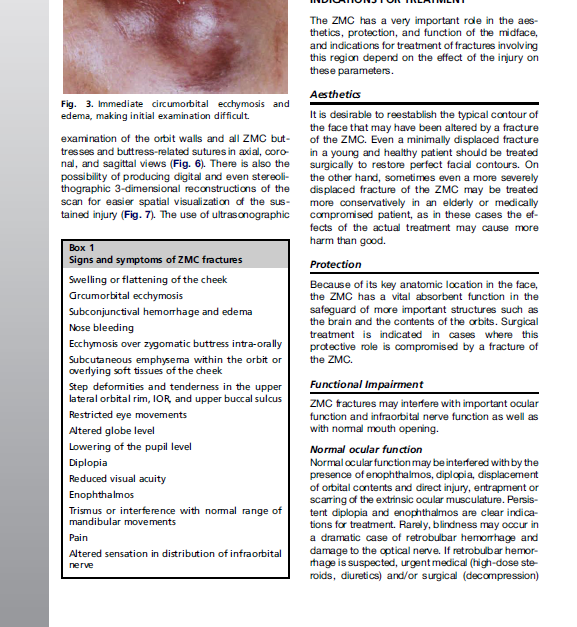 Fig. 3. Immediate circumorbital ecchymosis and
edema, making initial examination difficult.
examination of the orbit walls and all ZMC but-
tresses and buttress-related sutures in axial, coro-
nal, and sagittal views (Fig. 6). There is also the
possibility of producing digital and even stereoli-
thographic 3-dimensional reconstructions of the
scan for easier spatial visualization of the sus-
tained injury (Fig. 7). The use of ultrasonographic
Box 1
Signs and symptoms of ZMC fractures
Swelling or flattening of the cheek
Circumorbital ecchymosis
Subconjunctival hemorrhage and edema
Nose bleeding
Ecchymosis over zygomatic buttress intra-orally
Subcutaneous emphysema within the orbit or
overlying soft tissues of the cheek
Step deformities and tenderness in the upper
lateral orbital rim, IOR, and upper buccal sulcus
Restricted eye movements
Altered globe level
Lowering of the pupil level
Diplopia
Reduced visual acuity
Enophthalmos
Trismus or interference with normal range of
mandibular movements
Pain
Altered sensation in distribution of infraorbital
nerve
INDICATIONS FOR TREATMENT
The ZMC has a very important role in the aes-
thetics, protection, and function of the midface,
and indications for treatment of fractures involving
this region depend on the effect of the injury on
these parameters.
Aesthetics
It is desirable to reestablish the typical contour of
the face that may have been altered by a fracture
of the ZMC. Even a minimally displaced fracture
in a young and healthy patient should be treated
surgically to restore perfect facial contours. On
the other hand, sometimes even a more severely
displaced fracture of the ZMC may be treated
more conservatively in an elderly or medically
compromised patient, as in these cases the ef-
fects of the actual treatment may cause more
harm than good.
Protection
Because of its key anatomic location in the face,
the ZMC has a vital absorbent function in the
safeguard of more important structures such as
the brain and the contents of the orbits. Surgical
treatment is indicated in cases where this
protective role is compromised by a fracture of
the ZMC.
Functional Impairment
ZMC fractures may interfere with important ocular
function and infraorbital nerve function as well as
with normal mouth opening.
Normal ocular function
Normal ocular function may be interfered with by the
presence of enophthalmos, diplopia, displacement
of orbital contents and direct injury, entrapment or
scarring of the extrinsic ocular musculature. Persis-
tent diplopia and enophthalmos are clear indica-
tions for treatment. Rarely, blindness may occur in
a dramatic case of retrobulbar hemorrhage and
damage to the optical nerve. If retrobulbar hemor-
rhage is suspected, urgent medical (high-dose ste-
roids, diuretics) and/or surgical (decompression)